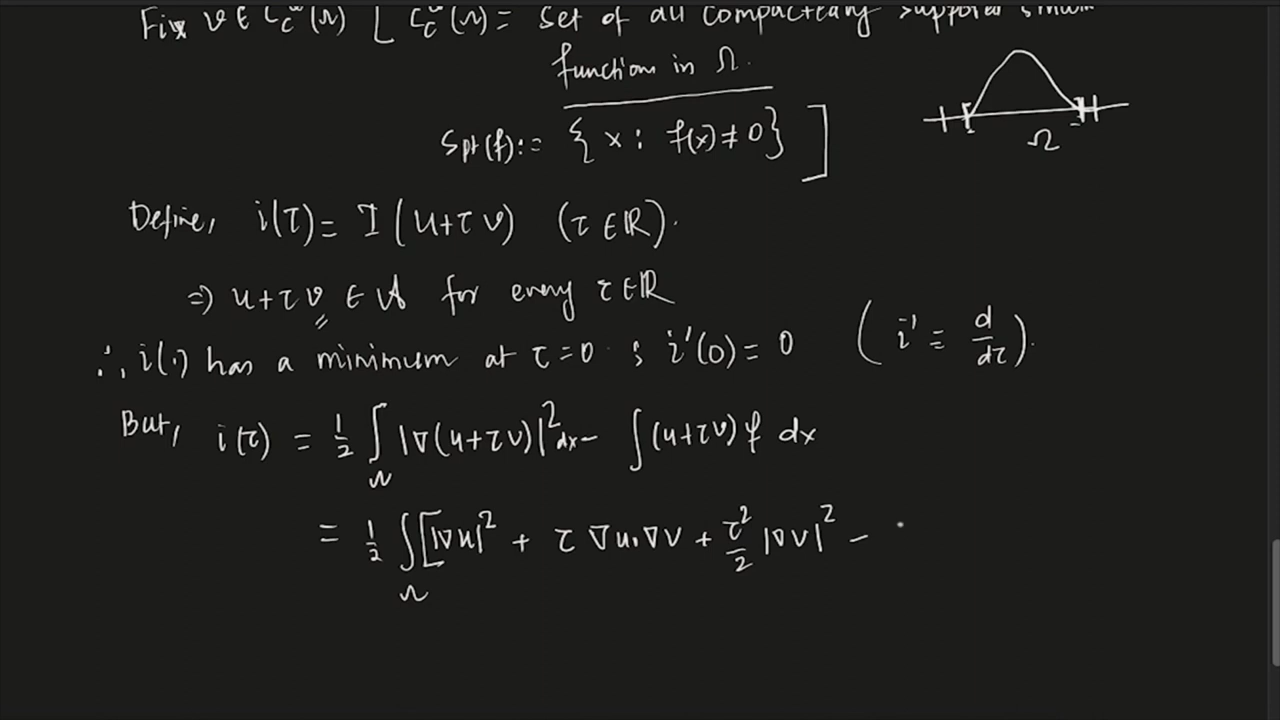 Fix v ∈ C_c^∞(Ω) [ C_c^∞(Ω) = Set of all compacteary supported smooth
function in Ω.
Spt(f) := {x : f(x) ≠ 0} ]
Ω
Define, i(τ) = I(u+τv) (τ ∈ ℝ).
⇒ u+τv ∈ A for every τ ∈ ℝ
∴ i(·) has a minimum at τ=0 & i'(0) = 0 ( i' = d/dτ ).
But, i(τ) = 1/2 ∫_Ω |∇(u+τv)|² dx - ∫(u+τv) f dx
= 1/2 ∫_Ω [|∇u|² + τ ∇u·∇v + τ²/2 |∇v|² -